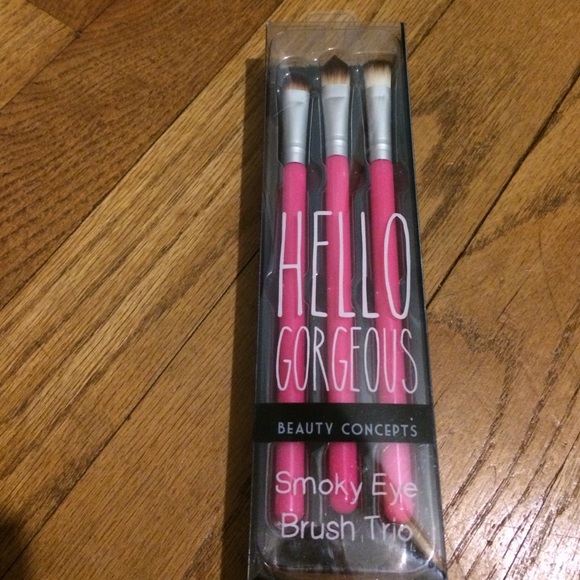 HELLO
GORGEOUS
BEAUTY CONCEPTS
Smoky Eye
Brush Trio